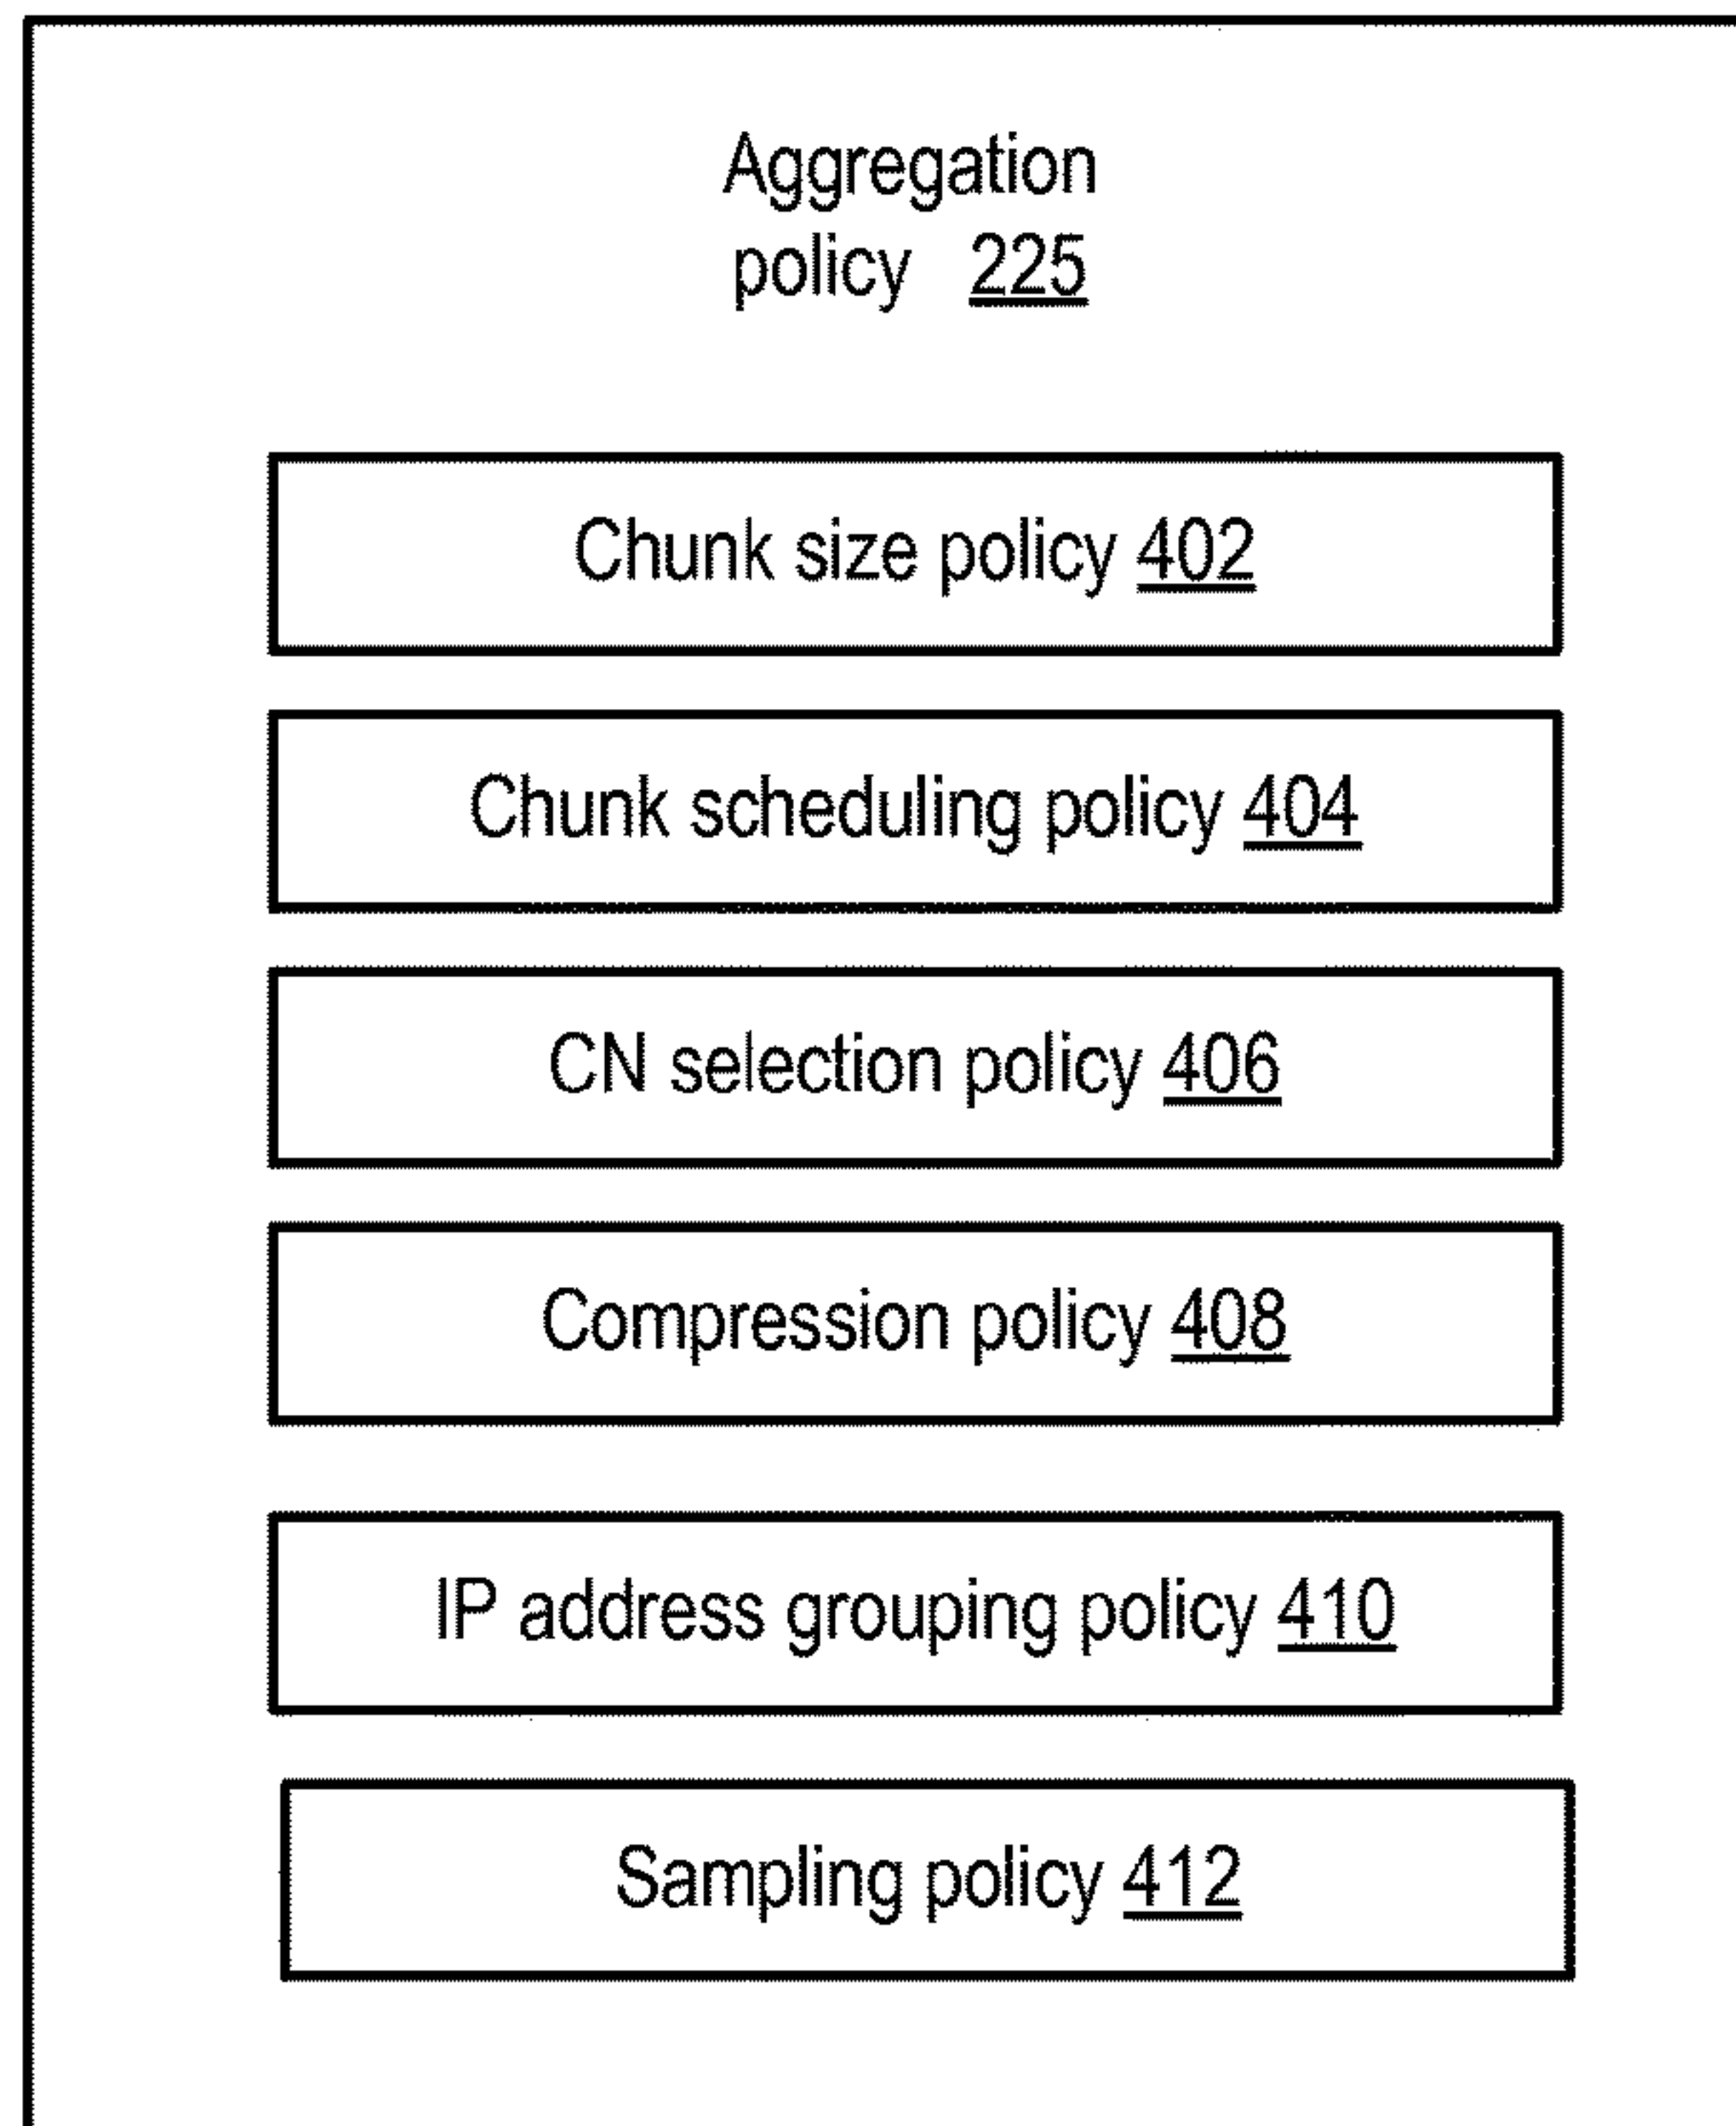 Aggregation
policy 225
Chunk size policy 402
Chunk scheduling policy 404
CN selection policy 406
Compression policy 408
IP address grouping policy 410
Sampling policy 412